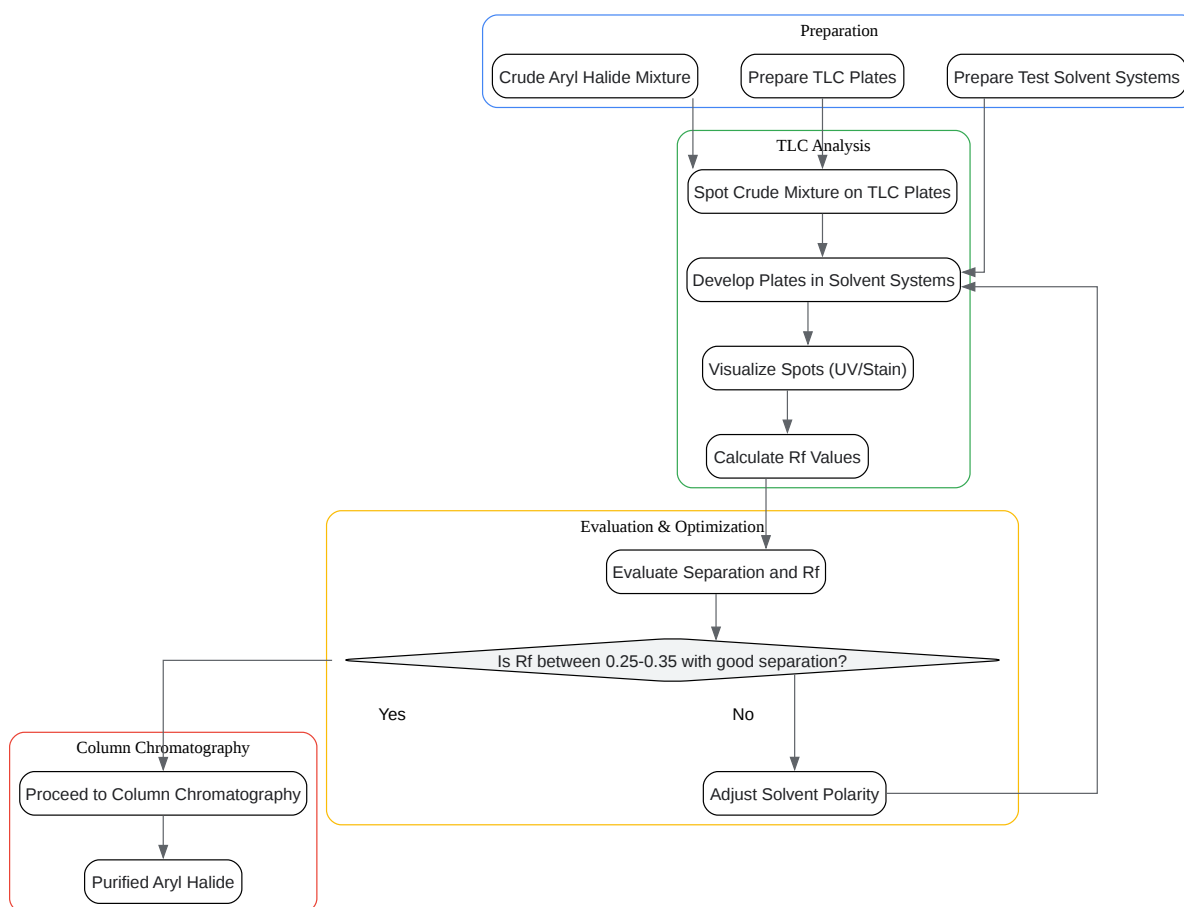 Preparation
Crude Aryl Halide Mixture
Prepare TLC Plates
Prepare Test Solvent Systems
TLC Analysis
Spot Crude Mixture on TLC Plates
Develop Plates in Solvent Systems
Visualize Spots (UV/Stain)
Calculate Rf Values
Evaluation & Optimization
Evaluate Separation and Rf
Is Rf between 0.25-0.35 with good separation?
Yes
No
Column Chromatography
Proceed to Column Chromatography
Adjust Solvent Polarity
Purified Aryl Halide